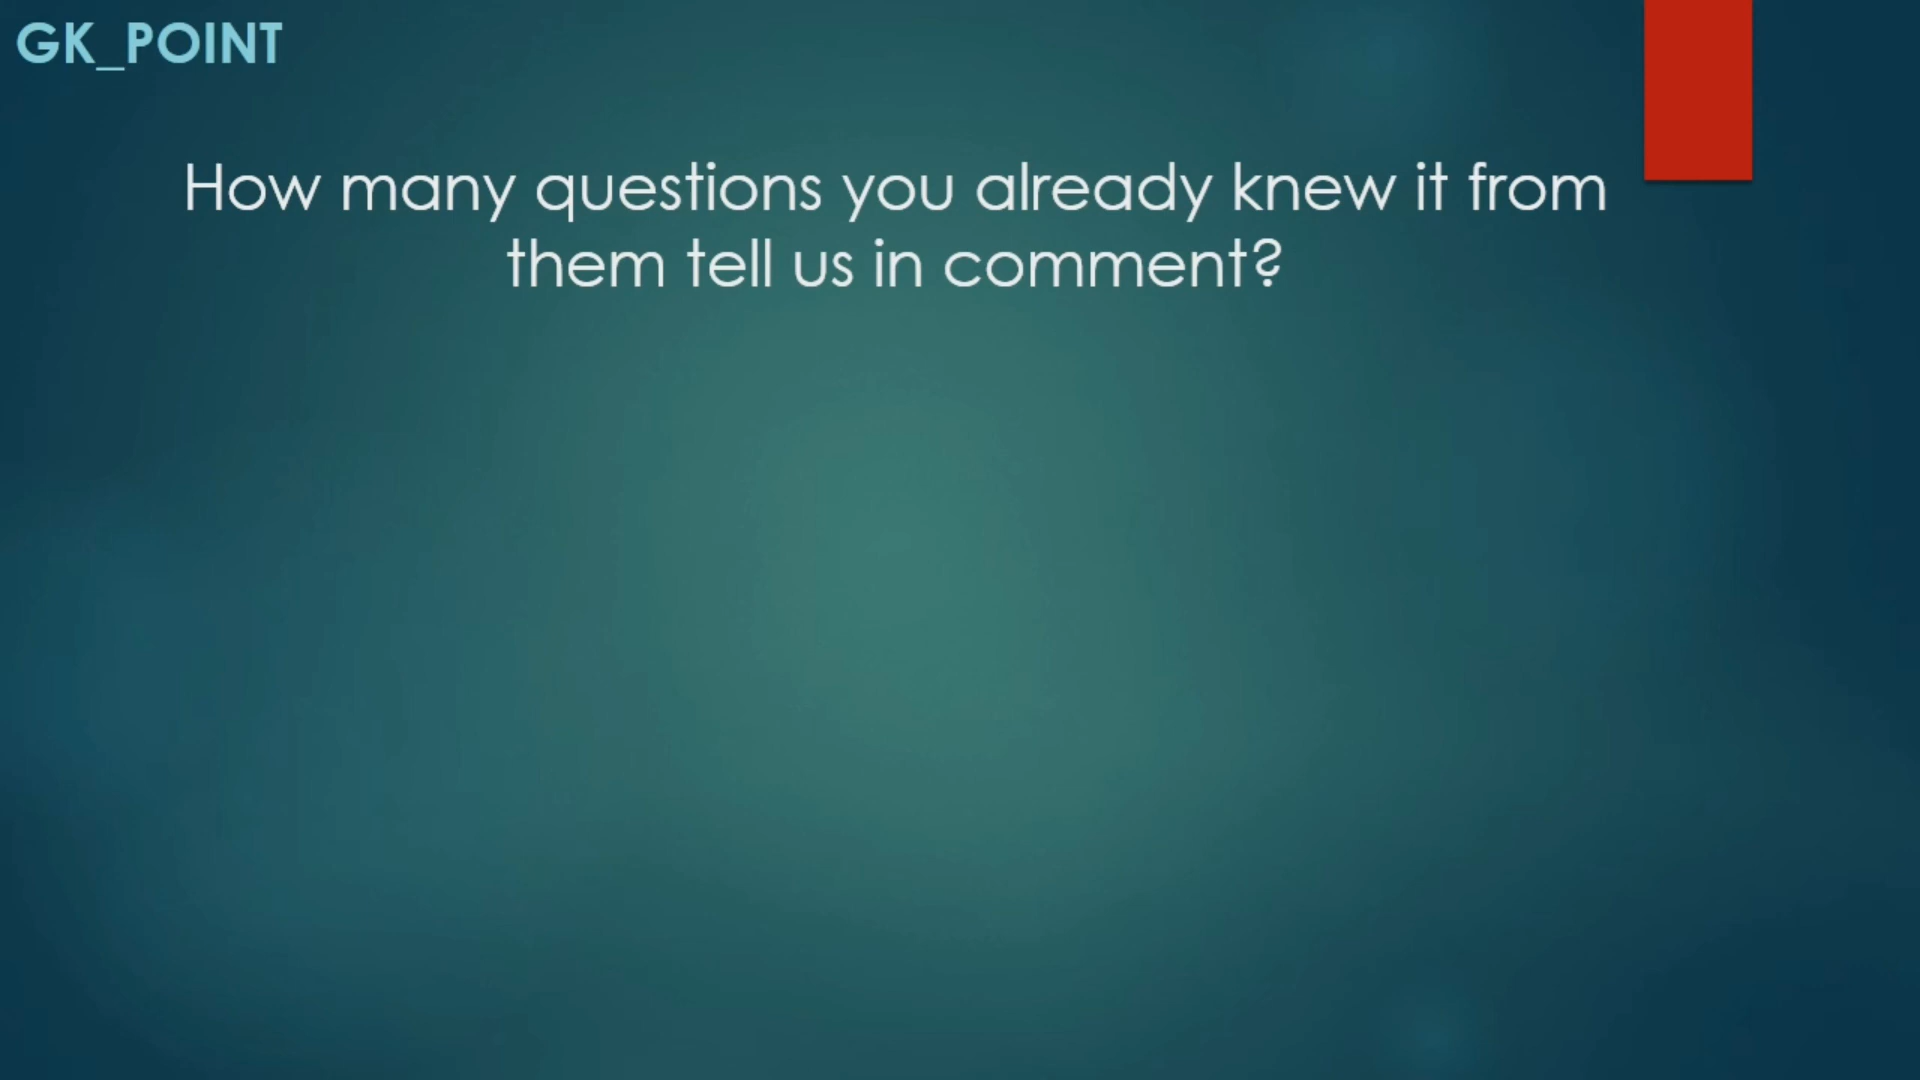 GK_POINT
How many questions you already knew it from
them tell us in comment?